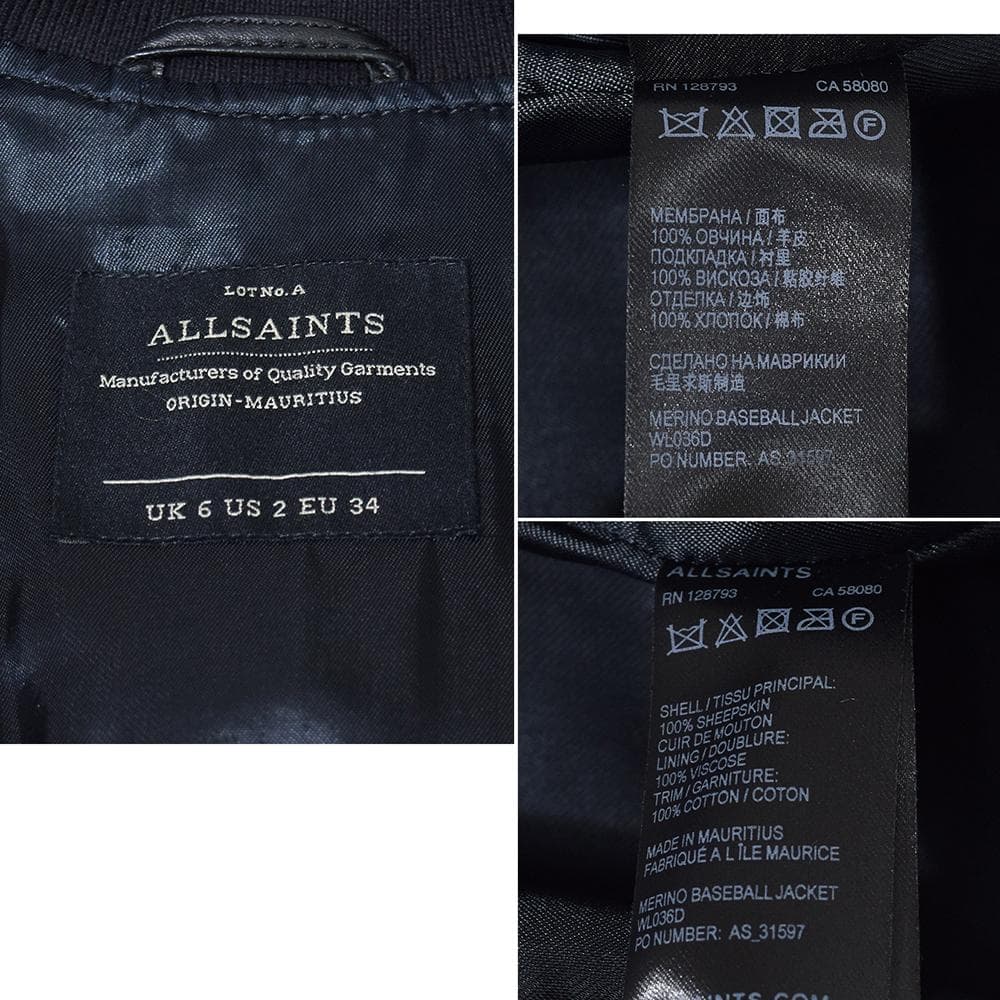 LOT No. A
ALLSAINTS
Manufacturers of Quality Garments
ORIGIN-MAURITIUS
UK 6 US 2 EU 34
RN 128793 CA 58080
F
МЕМБРАНА / 面布
100% ОВЧИНА / 羊皮
ПОДКЛАДКА / 衬里
100% ВИСКОЗА / 粘胶纤维
ОТДЕЛКА / 边饰
100% ХЛОПОК / 棉布
СДЕЛАНО НА МАВРИКИИ
毛里求斯制造
MERINO BASEBALL JACKET
WL036D
PO NUMBER: AS_31597
ALLSAINTS
RN 128793 CA 58080
F
SHELL / TISSU PRINCIPAL:
100% SHEEPSKIN
CUIR DE MOUTON
LINING / DOUBLURE:
100% VISCOSE
TRIM / GARNITURE:
100% COTTON / COTON
MADE IN MAURITIUS
FABRIQUÉ A L ÎLE MAURICE
MERINO BASEBALL JACKET
WL036D
PO NUMBER: AS_31597
ALLSAINTS.COM